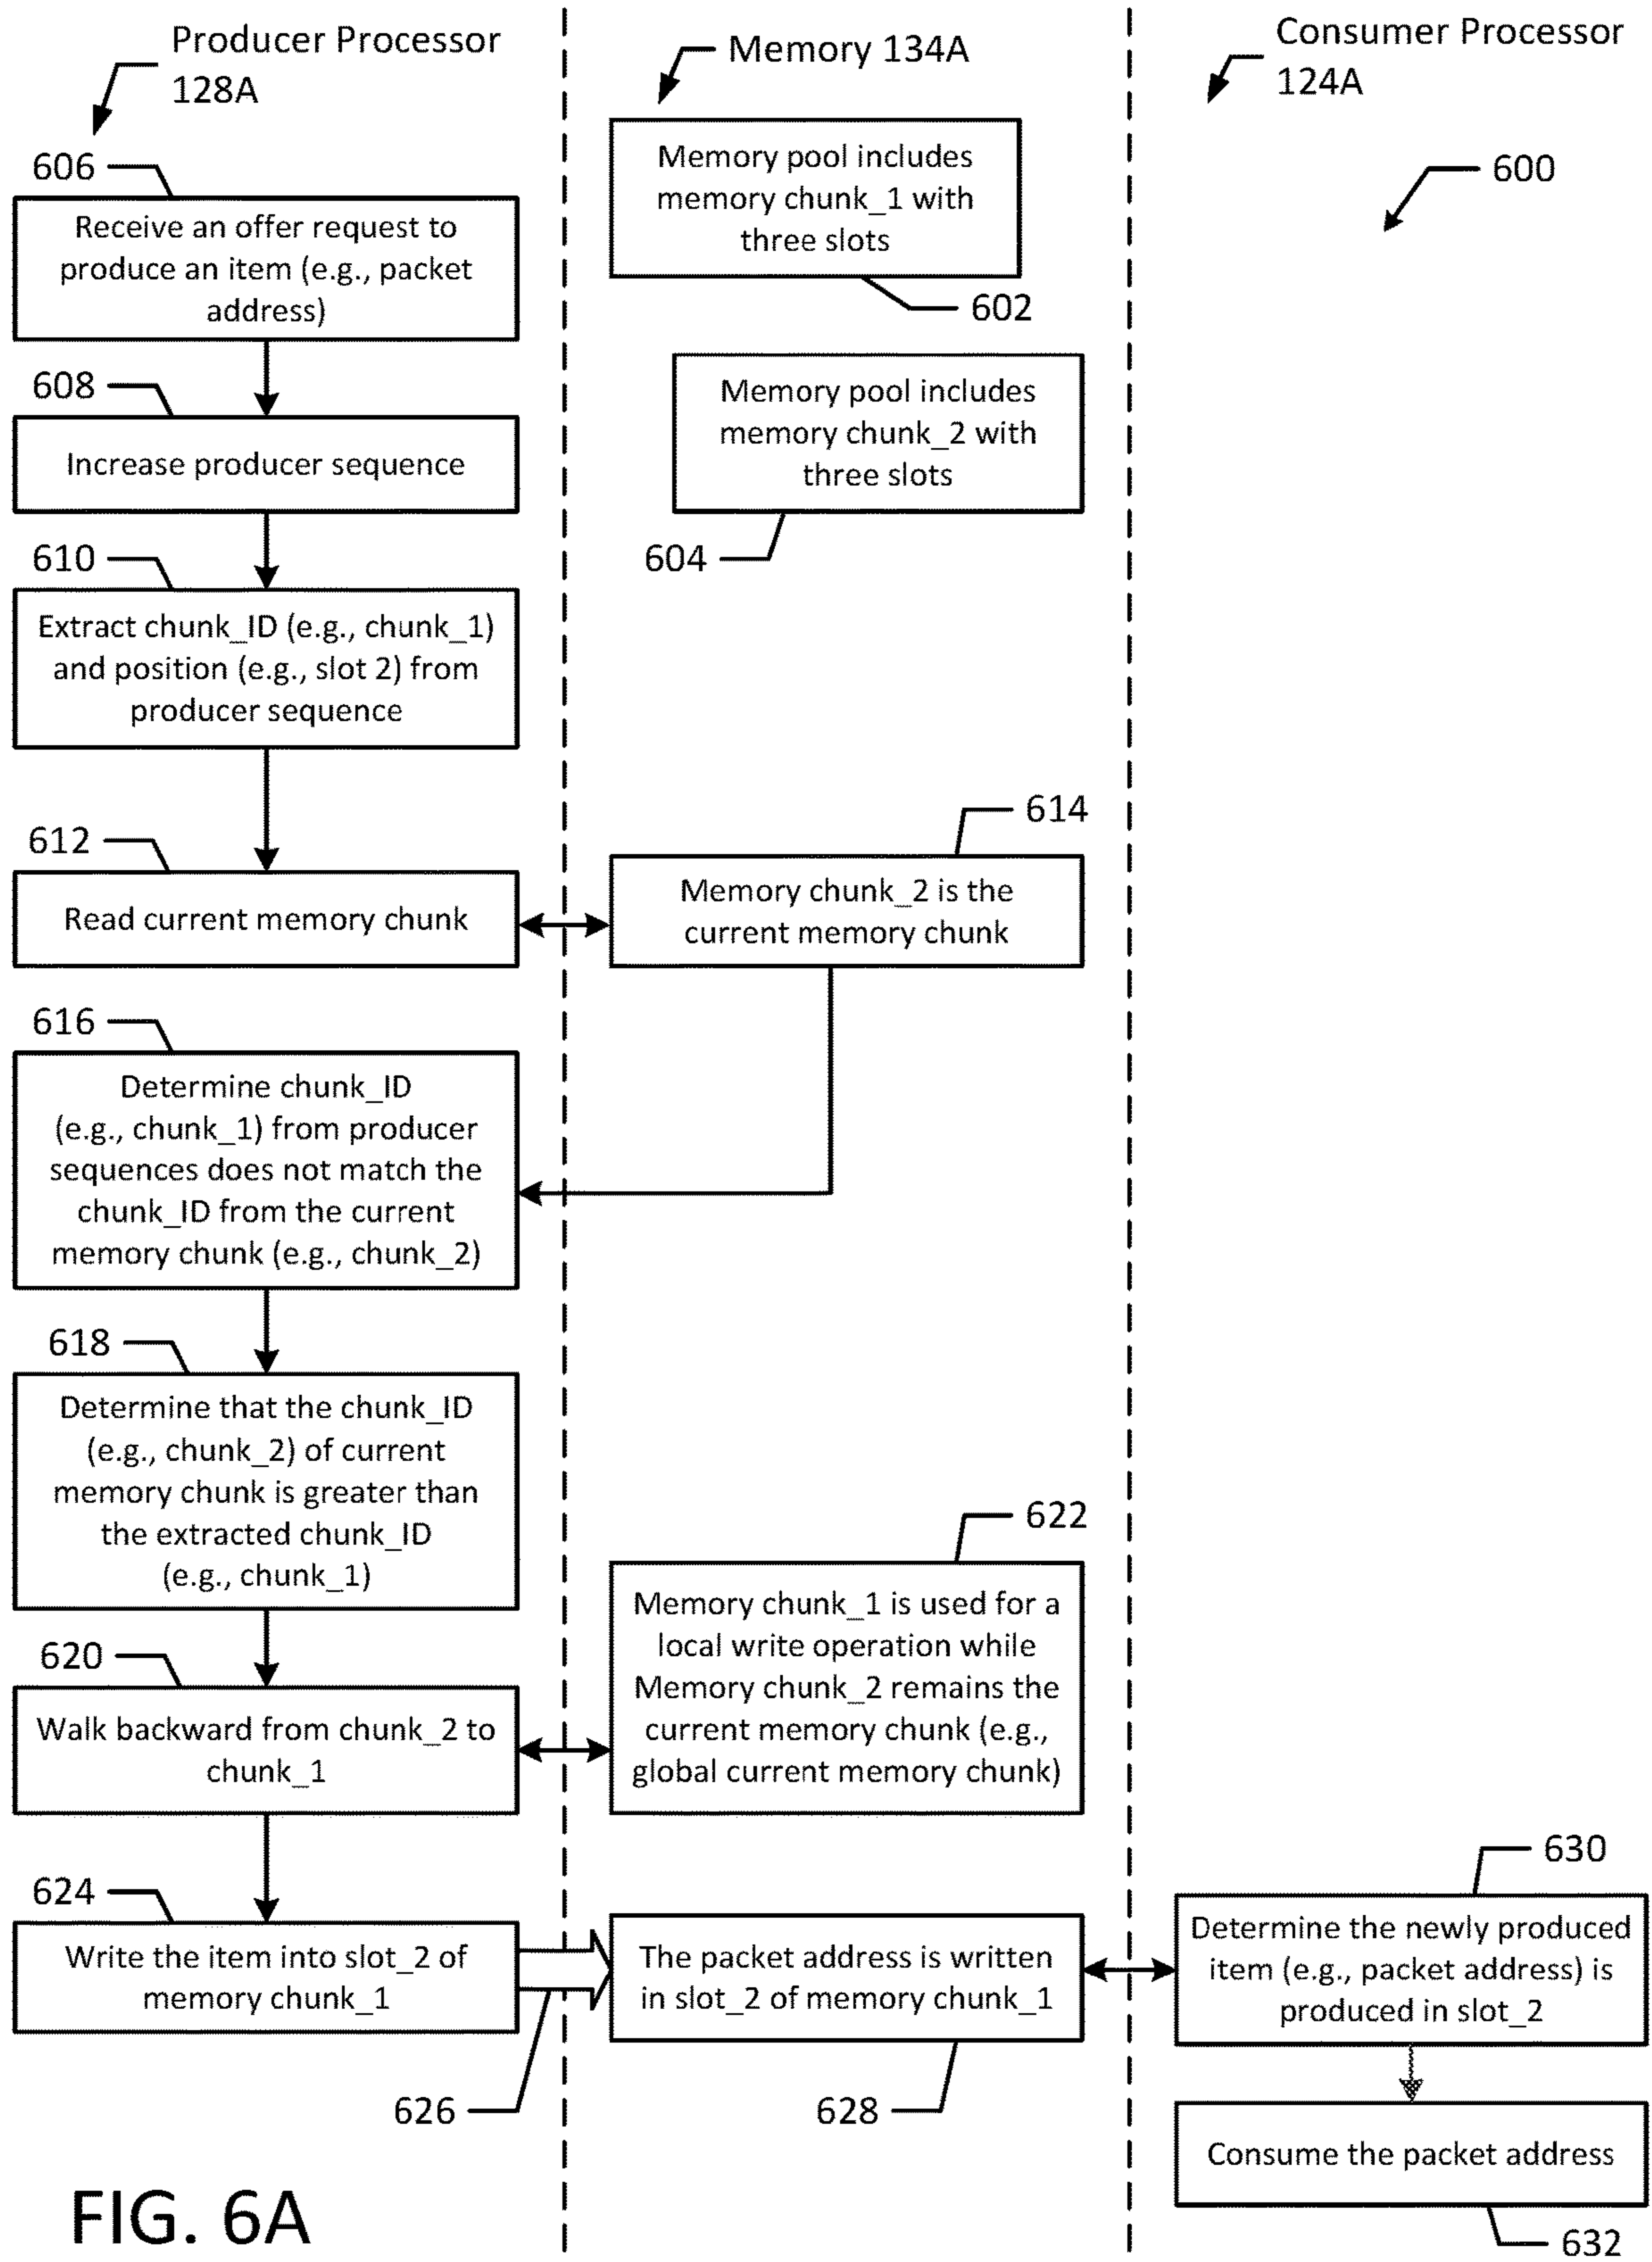 Producer Processor
128A
606
Receive an offer request to
produce an item (e.g., packet
address)
608
Increase producer sequence
610
Extract chunk_ID (e.g., chunk_1)
and position (e.g., slot 2) from
producer sequence
612
Read current memory chunk
616
Determine chunk_ID
(e.g., chunk_1) from producer
sequences does not match the
chunk_ID from the current
memory chunk (e.g., chunk_2)
618
Determine that the chunk_ID
(e.g., chunk_2) of current
memory chunk is greater than
the extracted chunk_ID
(e.g., chunk_1)
620
Walk backward from chunk_2 to
chunk_1
624
Write the item into slot_2 of
memory chunk_1
626
Memory 134A
Memory pool includes
memory chunk_1 with
three slots
602
Memory pool includes
memory chunk_2 with
three slots
604
614
Memory chunk_2 is the
current memory chunk
622
Memory chunk_1 is used for a
local write operation while
Memory chunk_2 remains the
current memory chunk (e.g.,
global current memory chunk)
The packet address is written
in slot_2 of memory chunk_1
628
Consumer Processor
124A
600
630
Determine the newly produced
item (e.g., packet address) is
produced in slot_2
Consume the packet address
632
FIG. 6A